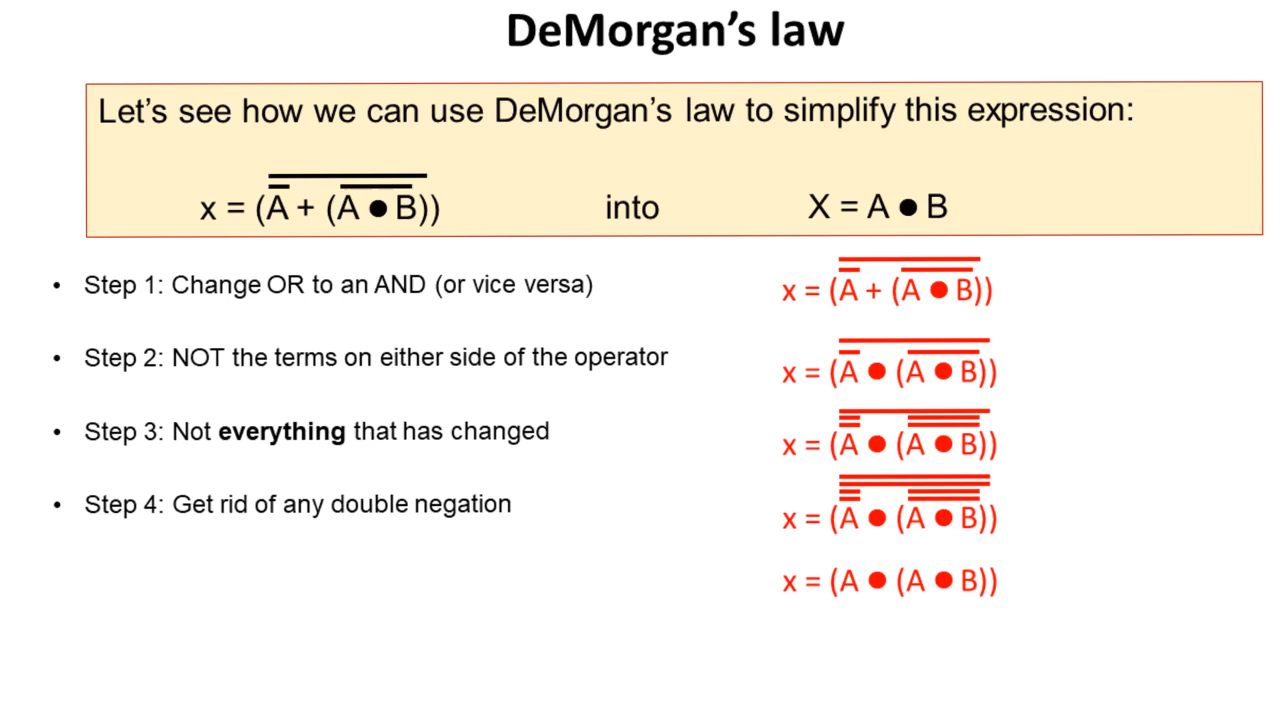 DeMorgan's law
Let's see how we can use DeMorgan's law to simplify this expression:
x = (A̿ + (A̅ ̅●̅ ̅B̅)) into X = A ● B
• Step 1: Change OR to an AND (or vice versa)
x = (A + (A ● B))
• Step 2: NOT the terms on either side of the operator
x = (A ● (A ● B))
• Step 3: Not everything that has changed
x = (A ● (A ● B))
• Step 4: Get rid of any double negation
x = (A ● (A ● B))
x = (A ● (A ● B))